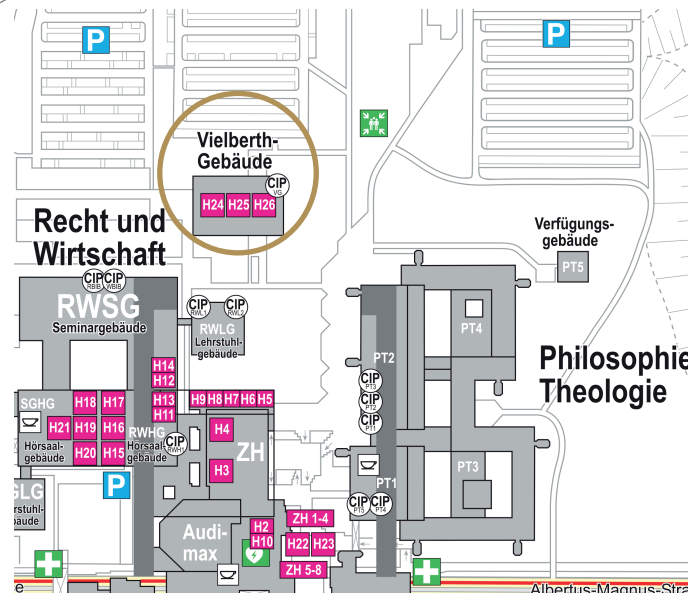 P
P
Vielberth-
Gebäude
CIP
VG
H24 H25 H26
Recht und
Wirtschaft
Verfügungs-
gebäude
PT5
CIP CIP
RBIB WBIB
RWSG
Seminargebäude
CIP CIP
RWL1 RWL2
RWLG
Lehrstuhl-
gebäude
PT4
Philosophie
Theologie
PT2
CIP
PT3
CIP
PT2
CIP
PT1
H14
H12
H13
H11
H9 H8 H7 H6 H5
SGHG
H18 H17
H21 H19 H16
H20 H15
Hörsaal-
gebäude
RWHG
Hörsaal-
gebäude
CIP
RWH1
H4
H3
ZH
PT1
PT3
CIP CIP
PT5 PT4
P
GLG
rstuhl-
bäude
Audi-
max
H2
H10
ZH 1-4
H22 H23
ZH 5-8
e
Albertus-Magnus-Stra